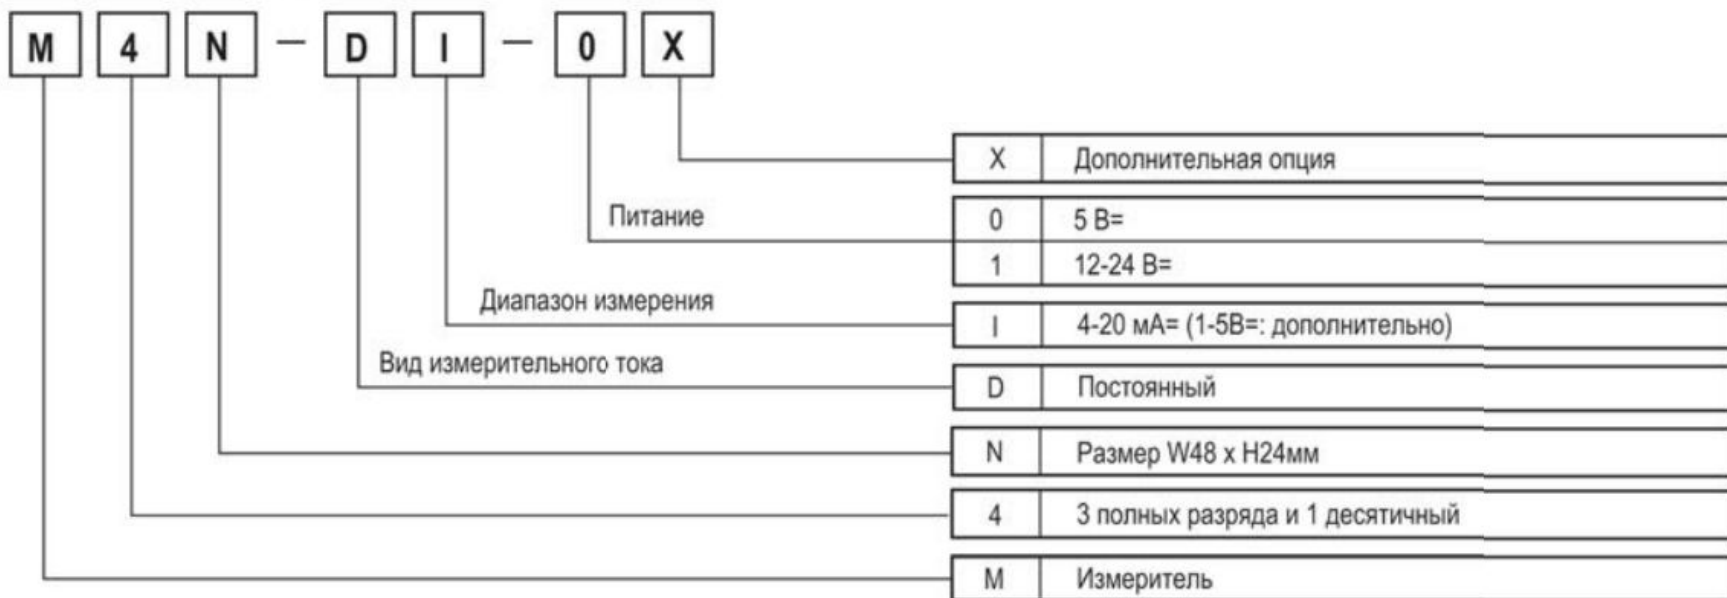 M 4 N – D I – 0 X
X Дополнительная опция
Питание 0 5 В=
1 12-24 В=
Диапазон измерения I 4-20 мА= (1-5В=: дополнительно)
Вид измерительного тока D Постоянный
N Размер W48 x H24мм
4 3 полных разряда и 1 десятичный
M Измеритель